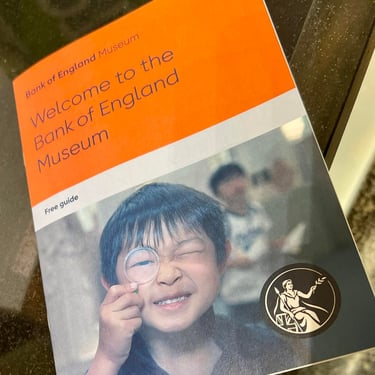 Bank of England Museum
Welcome to the
Bank of England
Museum
Free guide